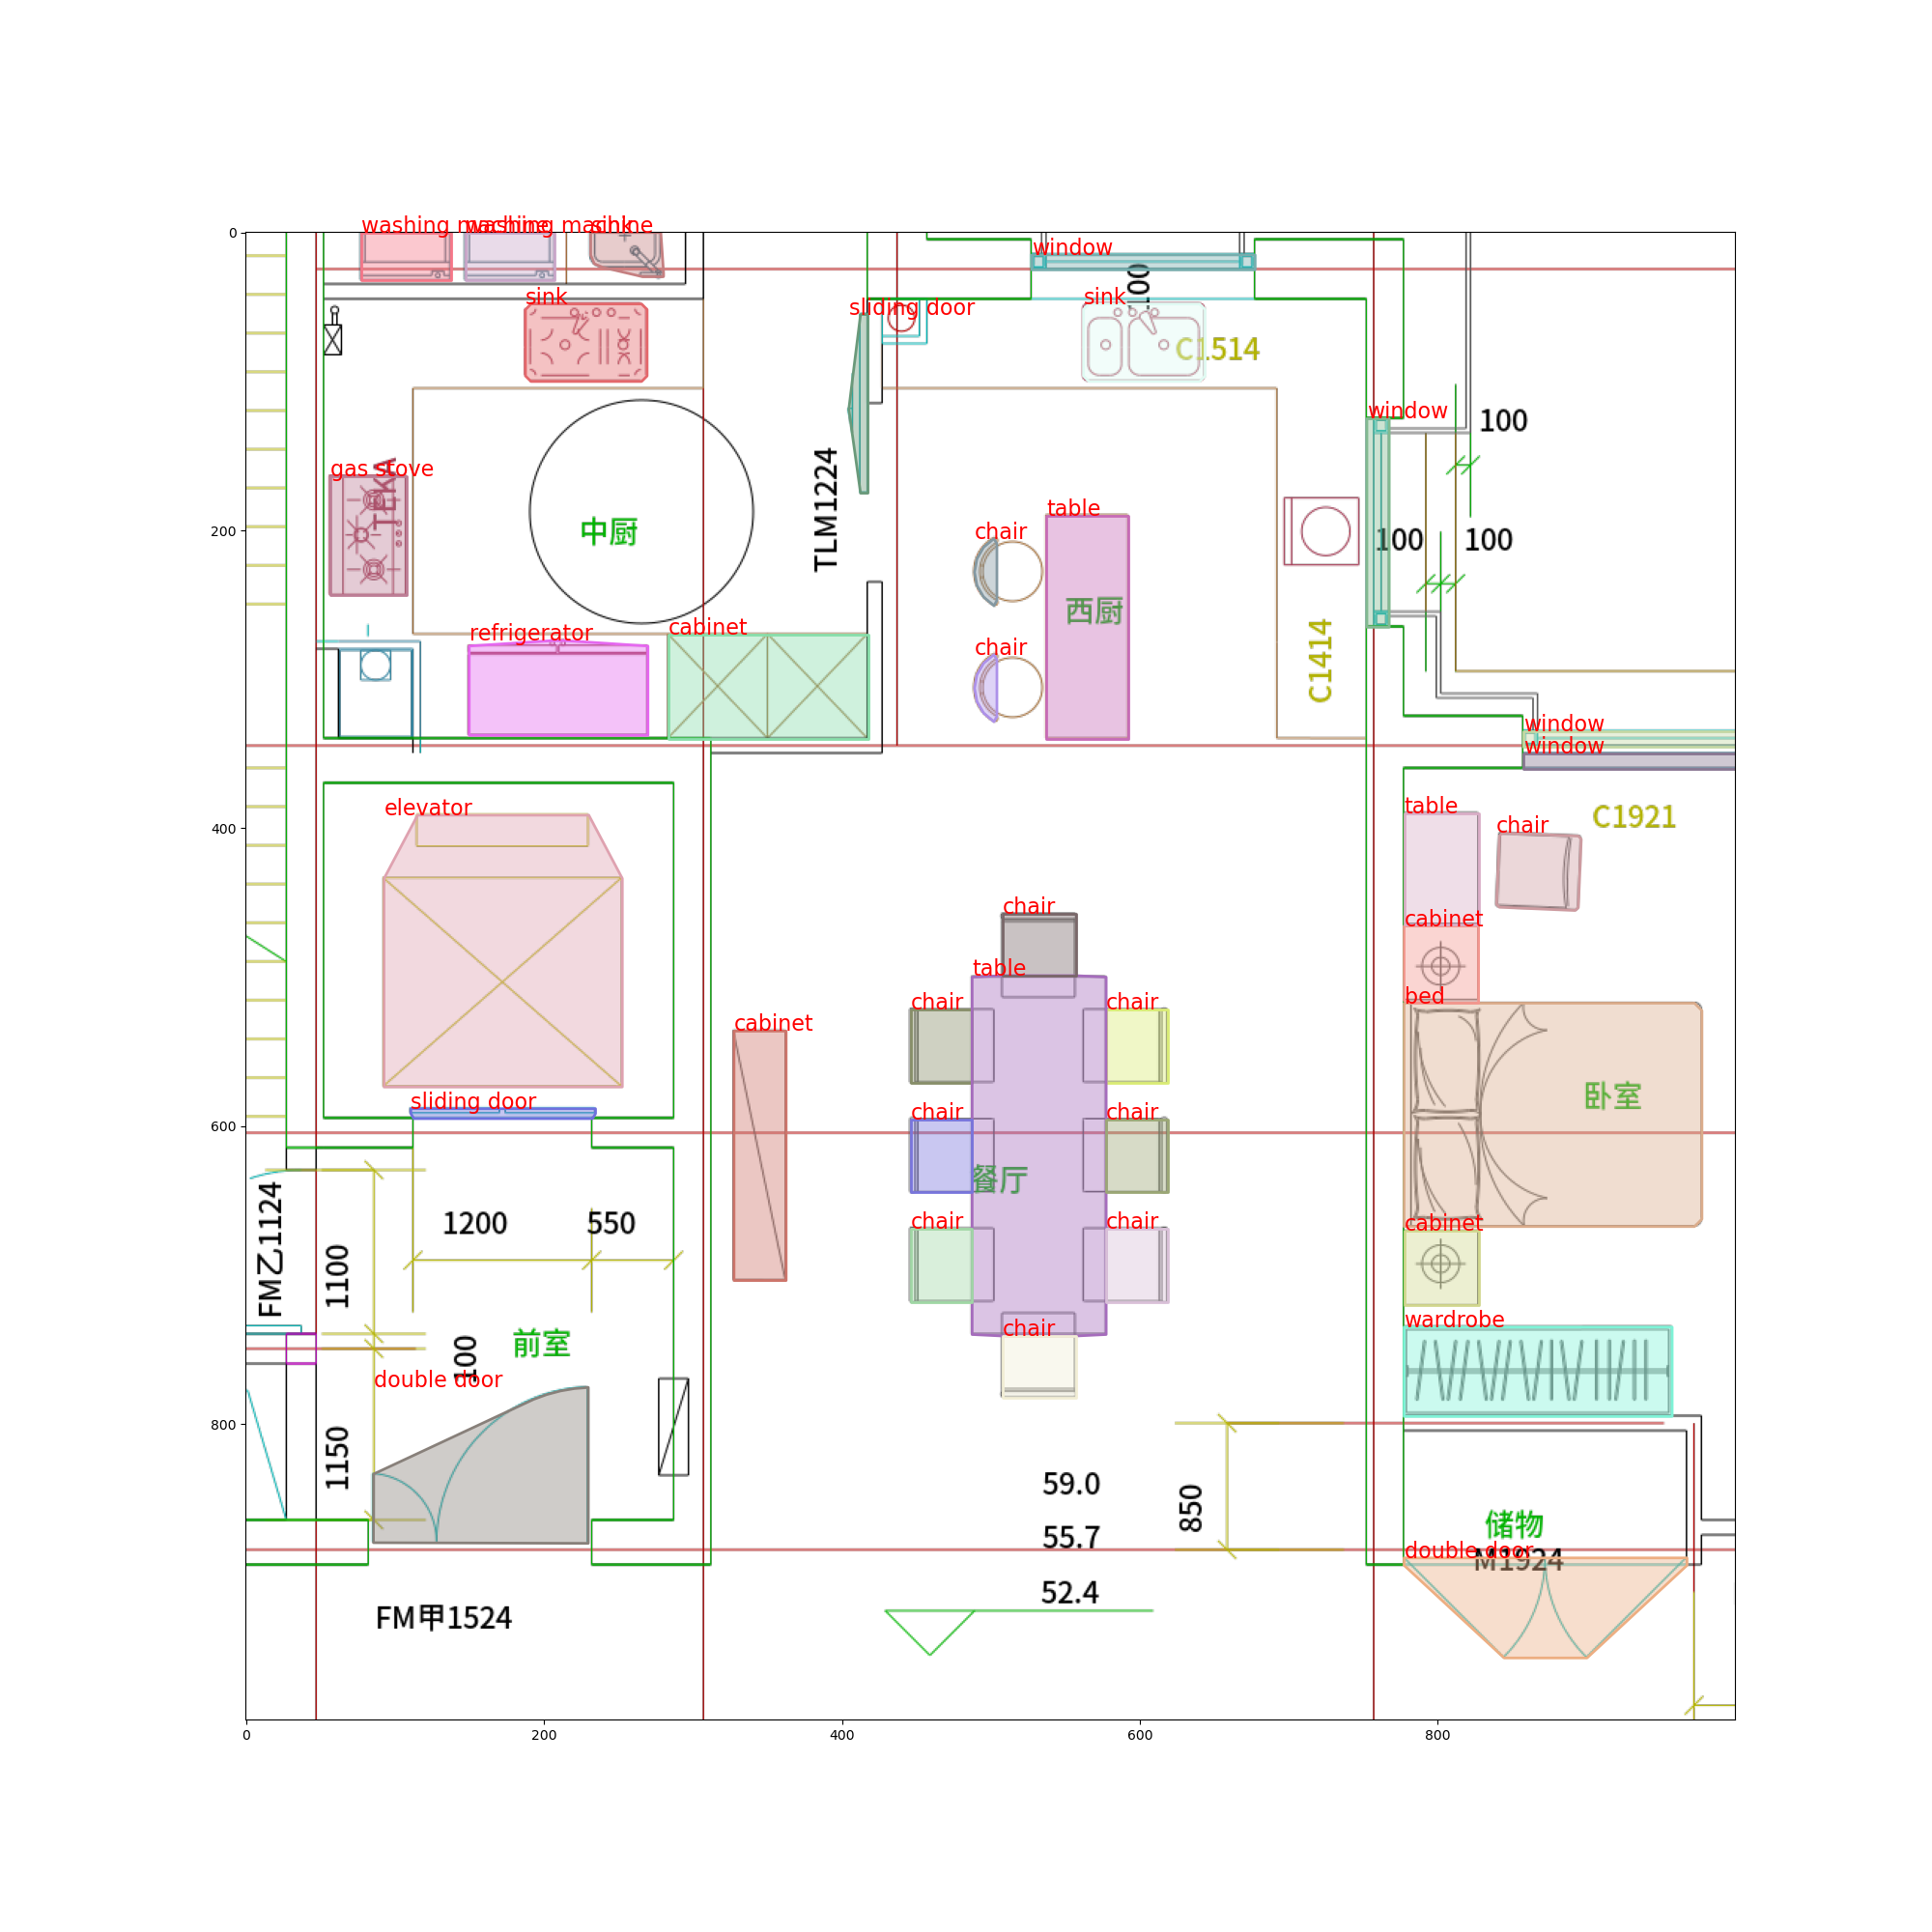 washing machine
washing machine
sink
0
window
100
sink
sliding door
sink
C1514
window
100
gas stove
TEKA
TLM1224
200
table
chair
中厨
100
100
西厨
refrigerator
cabinet
chair
C1414
window
window
elevator
400
table
chair
C1921
chair
cabinet
table
bed
cabinet
chair
chair
卧室
sliding door
600
chair
chair
餐厅
FM乙1124
1200
550
chair
chair
cabinet
1100
wardrobe
前室
100
chair
double door
800
1150
59.0
850
储物
55.7
double door
M1924
52.4
FM甲1524
0
200
400
600
800